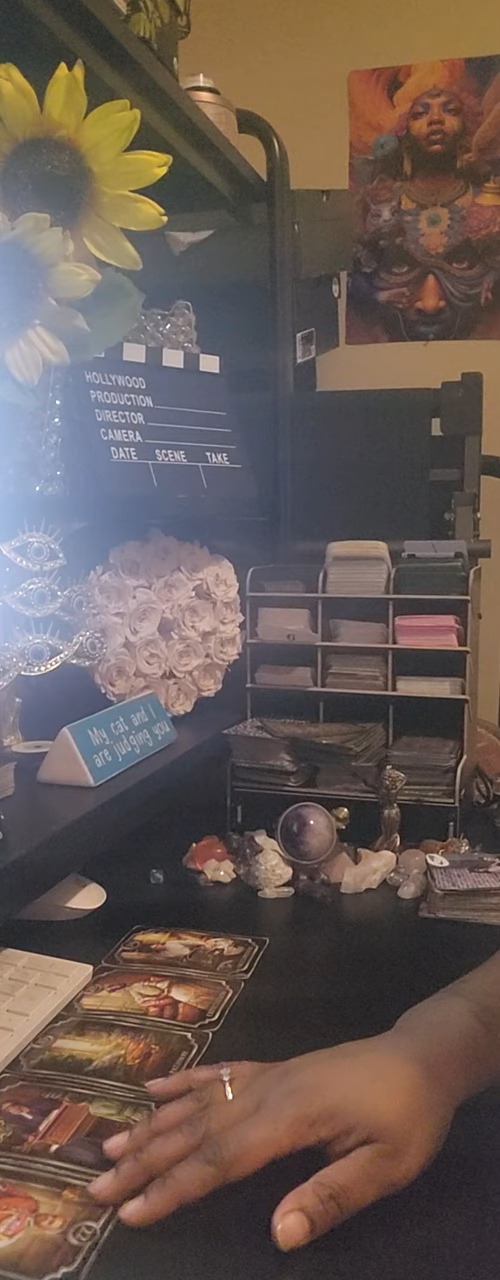 HOLLYWOOD
PRODUCTION
DIRECTOR
CAMERA
DATE SCENE TAKE
My cat and I
are judging you